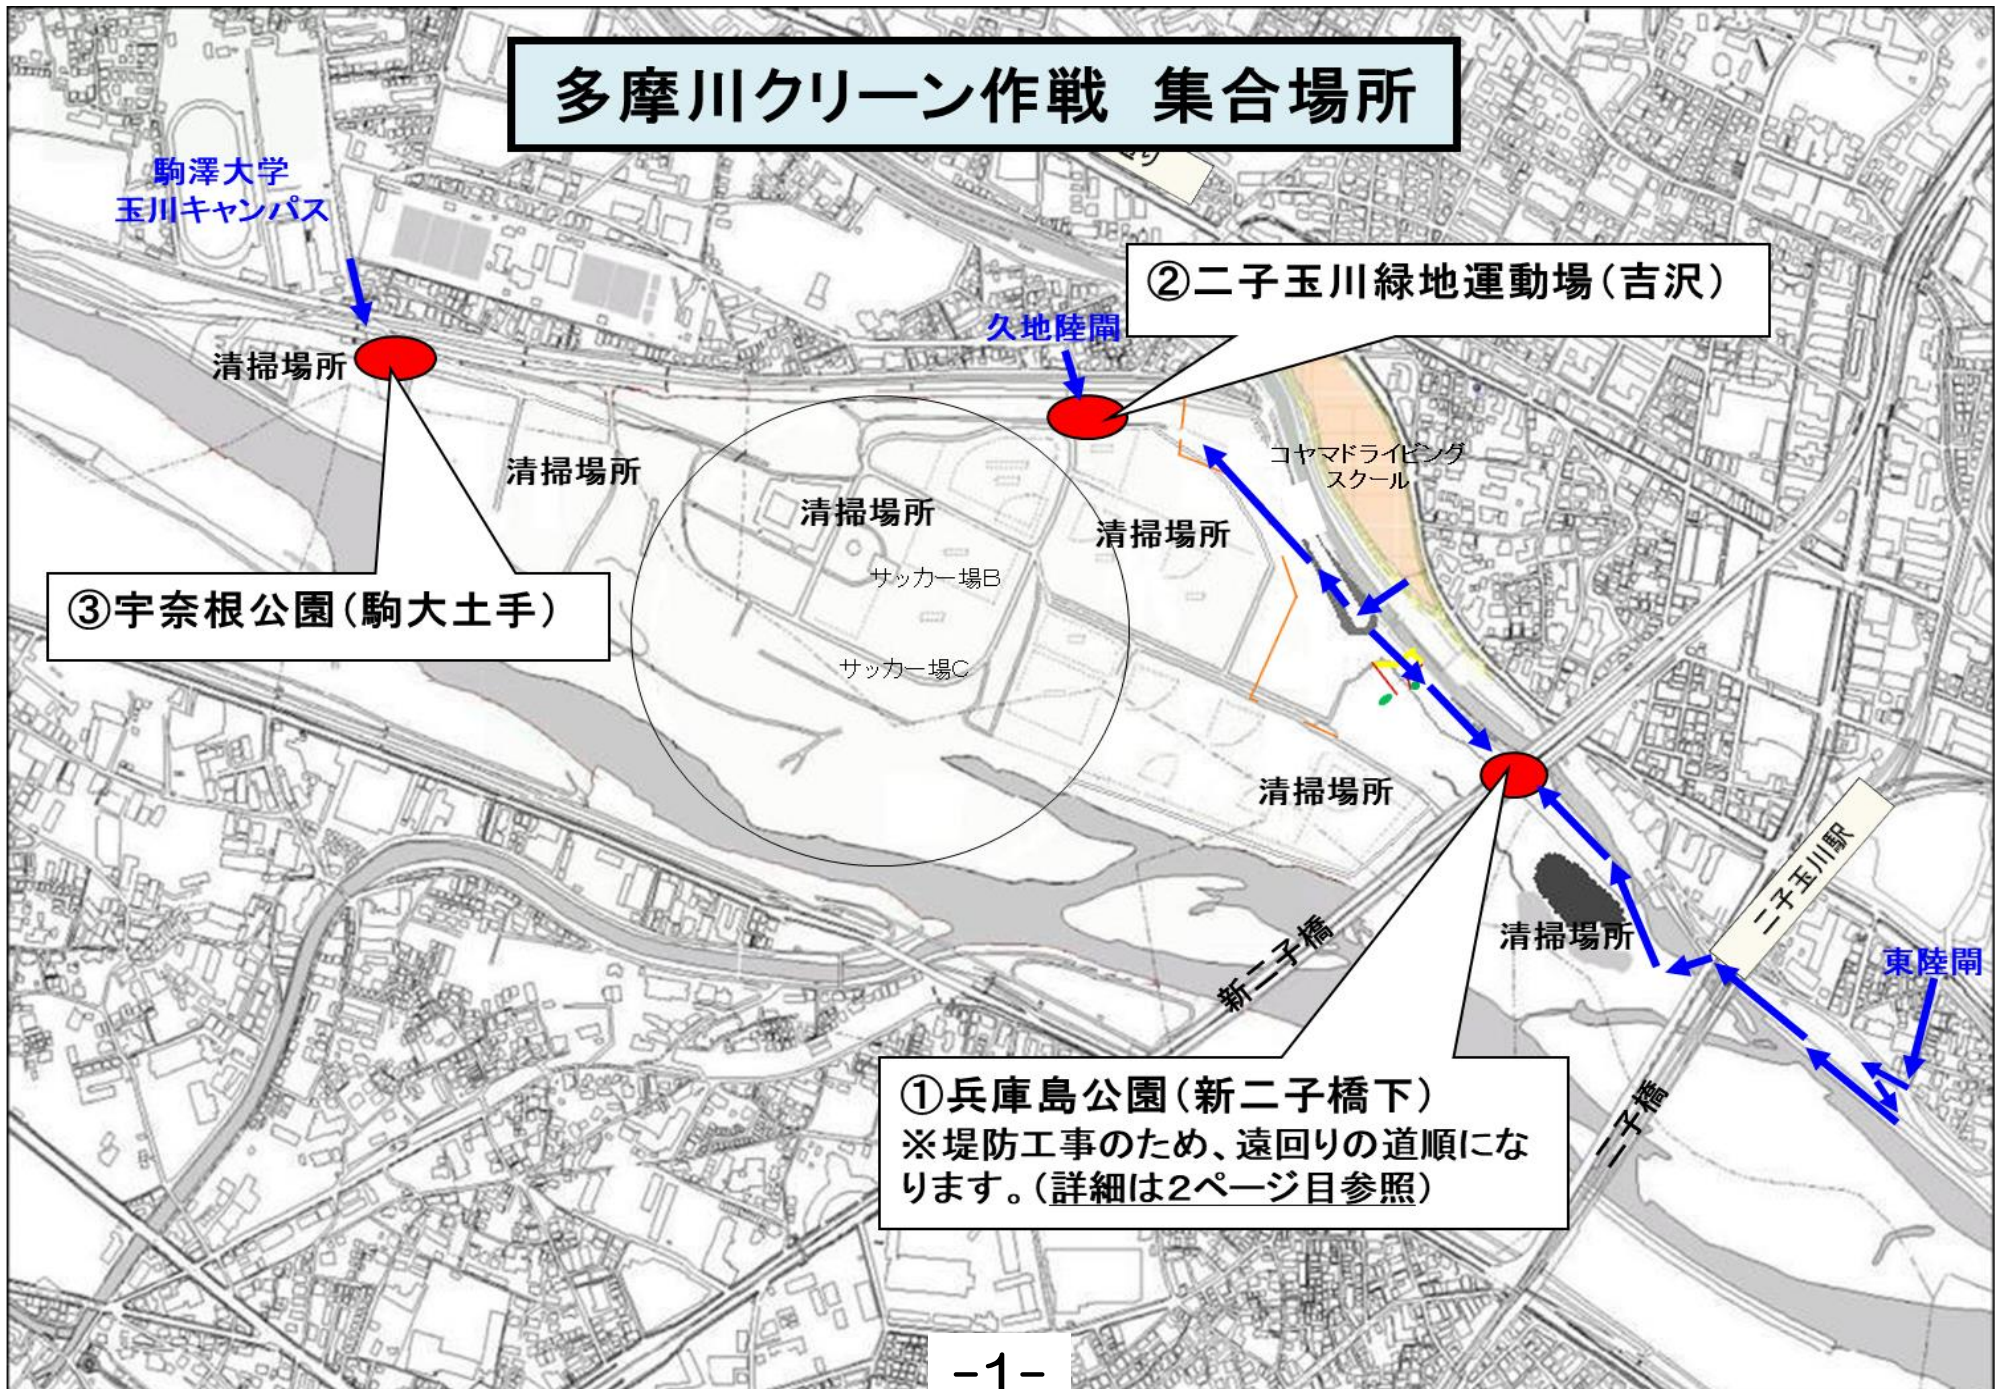 多摩川クリーン作戦 集合場所
駒澤大学
玉川キャンパス
②二子玉川緑地運動場(吉沢)
久地陸閘
清掃場所
コヤマドライビング
スクール
清掃場所
清掃場所
清掃場所
サッカー場B
③宇奈根公園(駒大土手)
サッカー場C
清掃場所
二子玉川駅
清掃場所
新二子橋
東陸閘
①兵庫島公園(新二子橋下)
※堤防工事のため、遠回りの道順にな
ります。(詳細は2ページ目参照)
二子橋
-1-